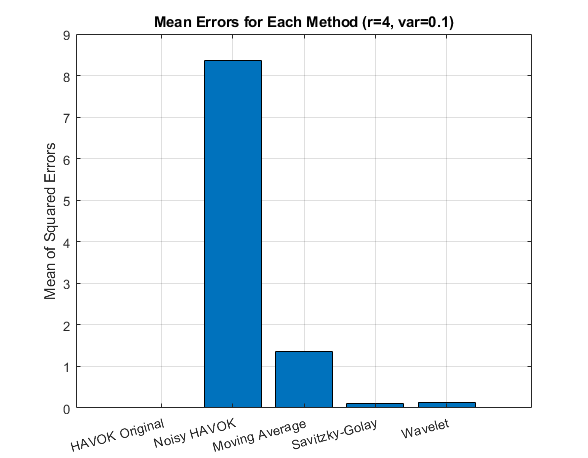 Mean Errors for Each Method (r=4, var=0.1)
Mean of Squared Errors
9
8
7
6
5
4
3
2
1
0
HAVOK Original
Noisy HAVOK
Moving Average
Savitzky-Golay
Wavelet